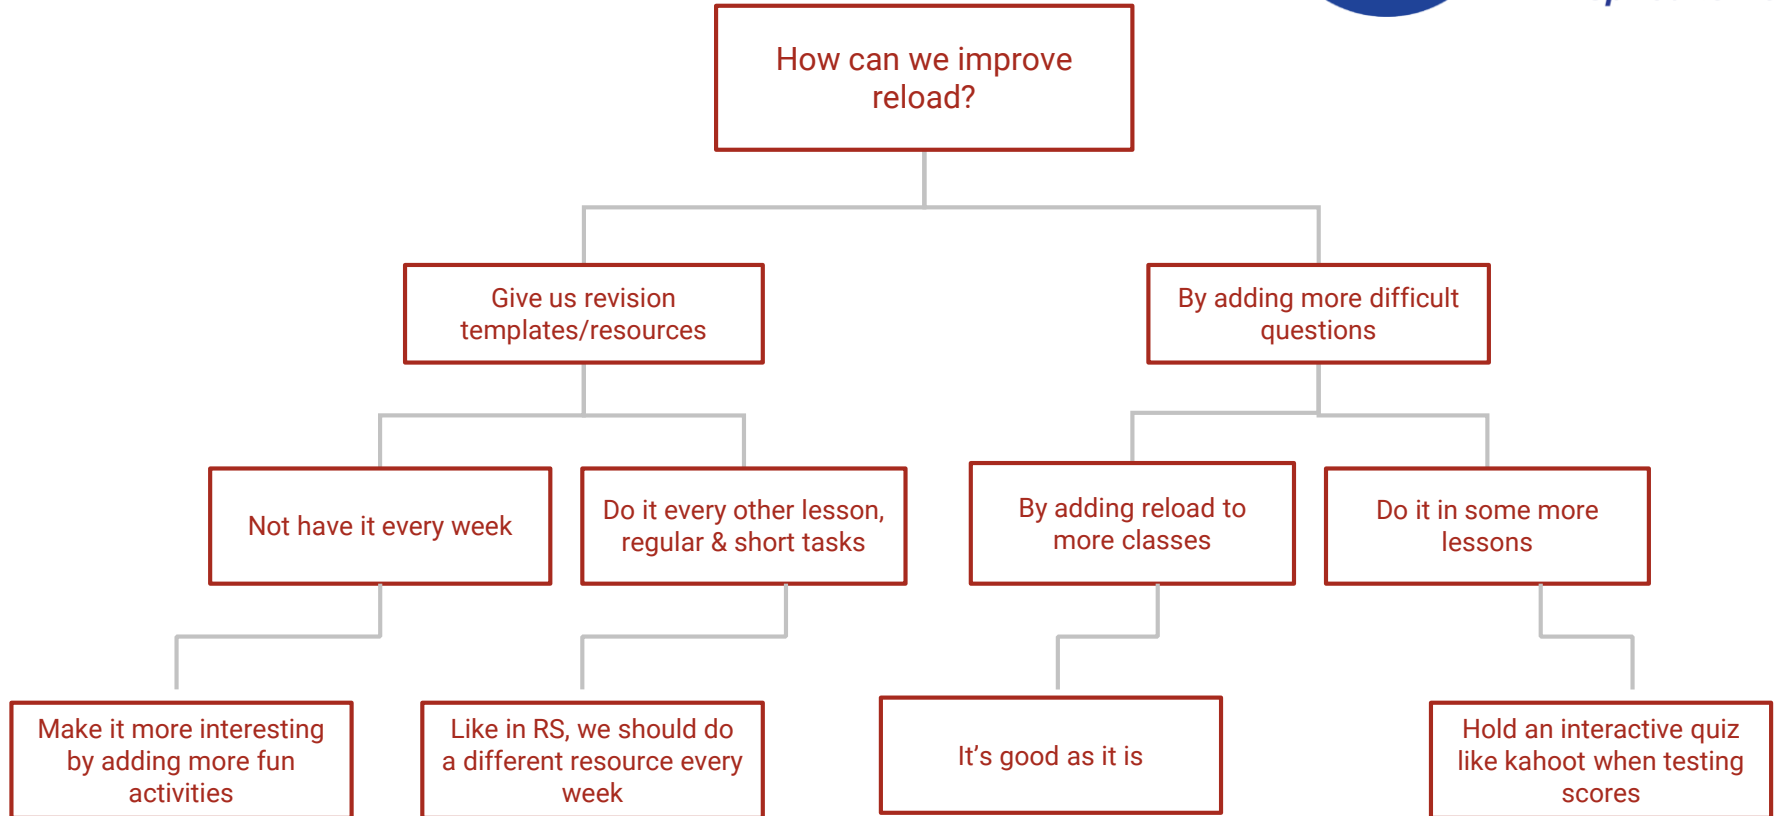 How can we improve
reload?
Give us revision
templates/resources
By adding more difficult
questions
Not have it every week
Do it every other lesson,
regular & short tasks
By adding reload to
more classes
Do it in some more
lessons
Make it more interesting
by adding more fun
activities
Like in RS, we should do
a different resource every
week
It's good as it is
Hold an interactive quiz
like kahoot when testing
scores